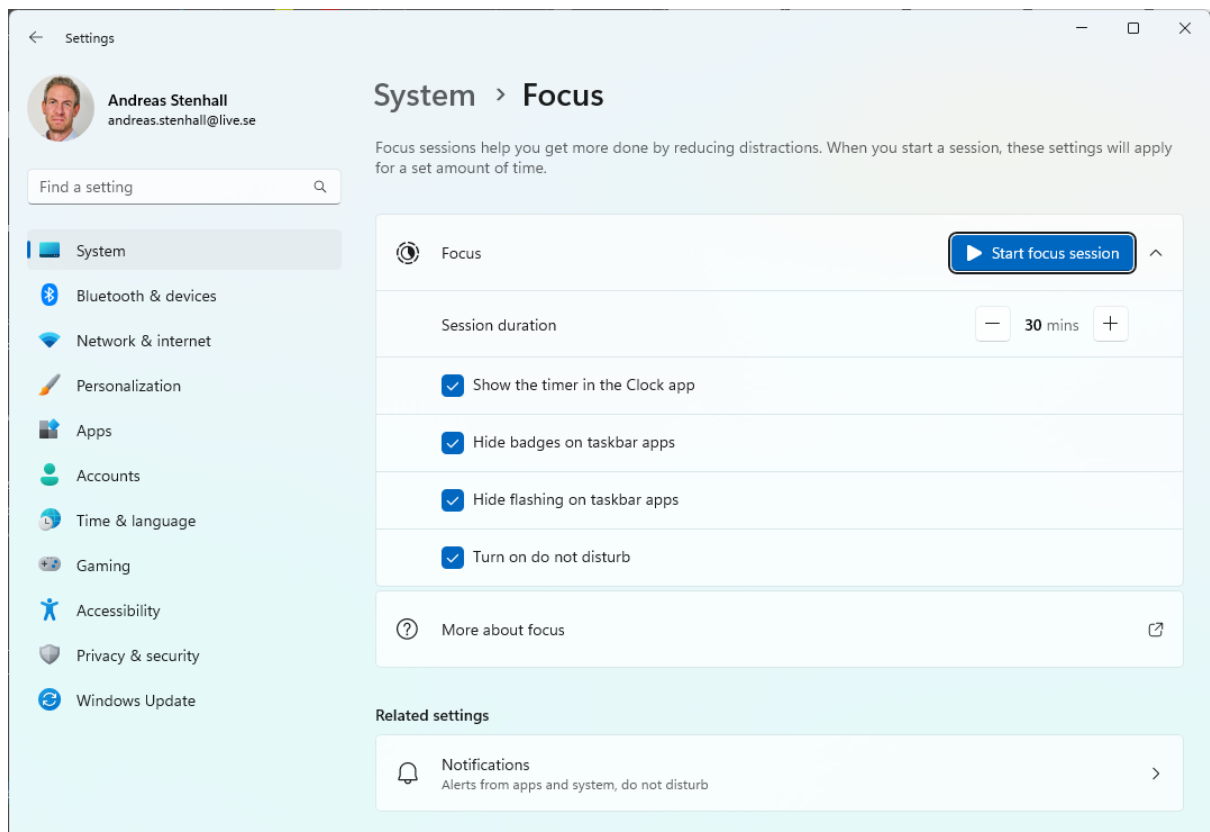 Settings
Andreas Stenhall
andreas.stenhall@live.se
Find a setting
System
Bluetooth & devices
Network & internet
Personalization
Apps
Accounts
Time & language
Gaming
Accessibility
Privacy & security
Windows Update
System > Focus
Focus sessions help you get more done by reducing distractions. When you start a session, these settings will apply
for a set amount of time.
Focus
Start focus session
Session duration
30 mins
Show the timer in the Clock app
Hide badges on taskbar apps
Hide flashing on taskbar apps
Turn on do not disturb
More about focus
Related settings
Notifications
Alerts from apps and system, do not disturb